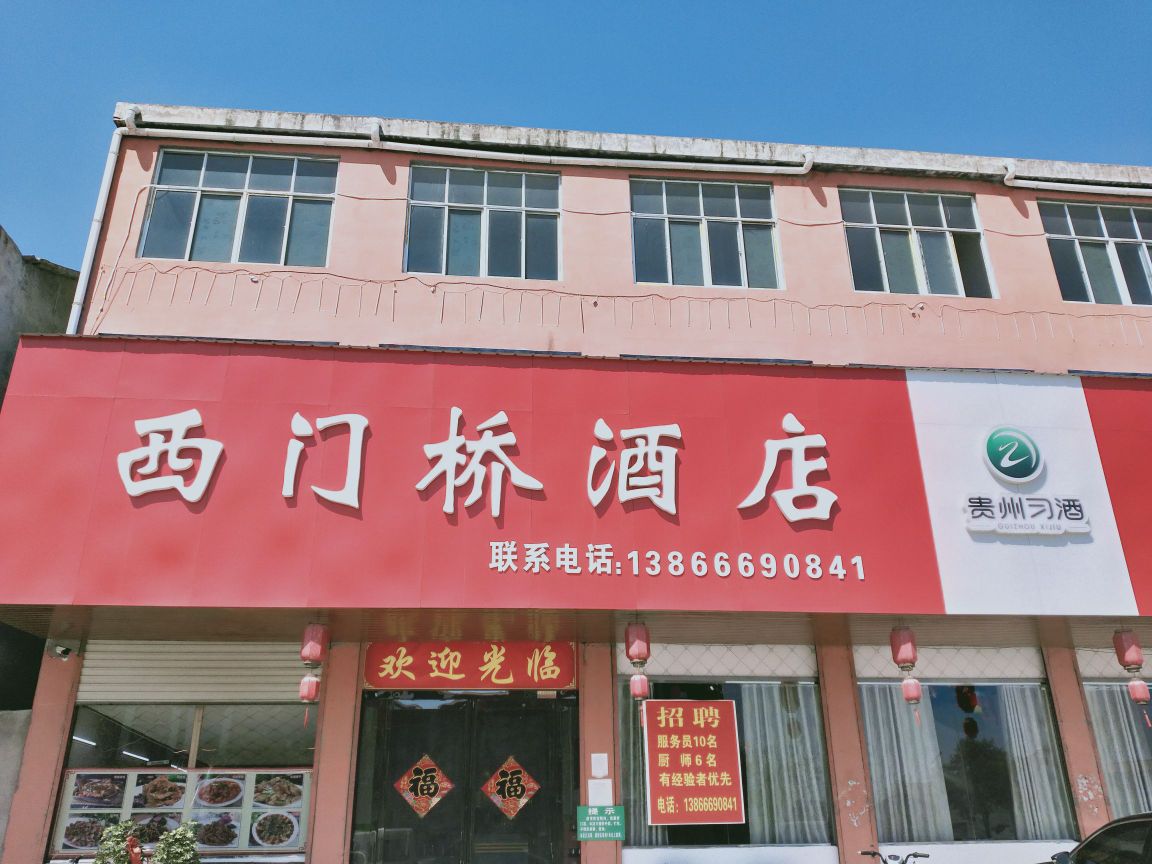 西门桥酒店
联系电话:13866690841
贵州习酒
GUIZHOU XIJIU
欢迎光临
福
福
招聘
服务员10名
厨师6名
有经验者优先
电话:13866690841
提示